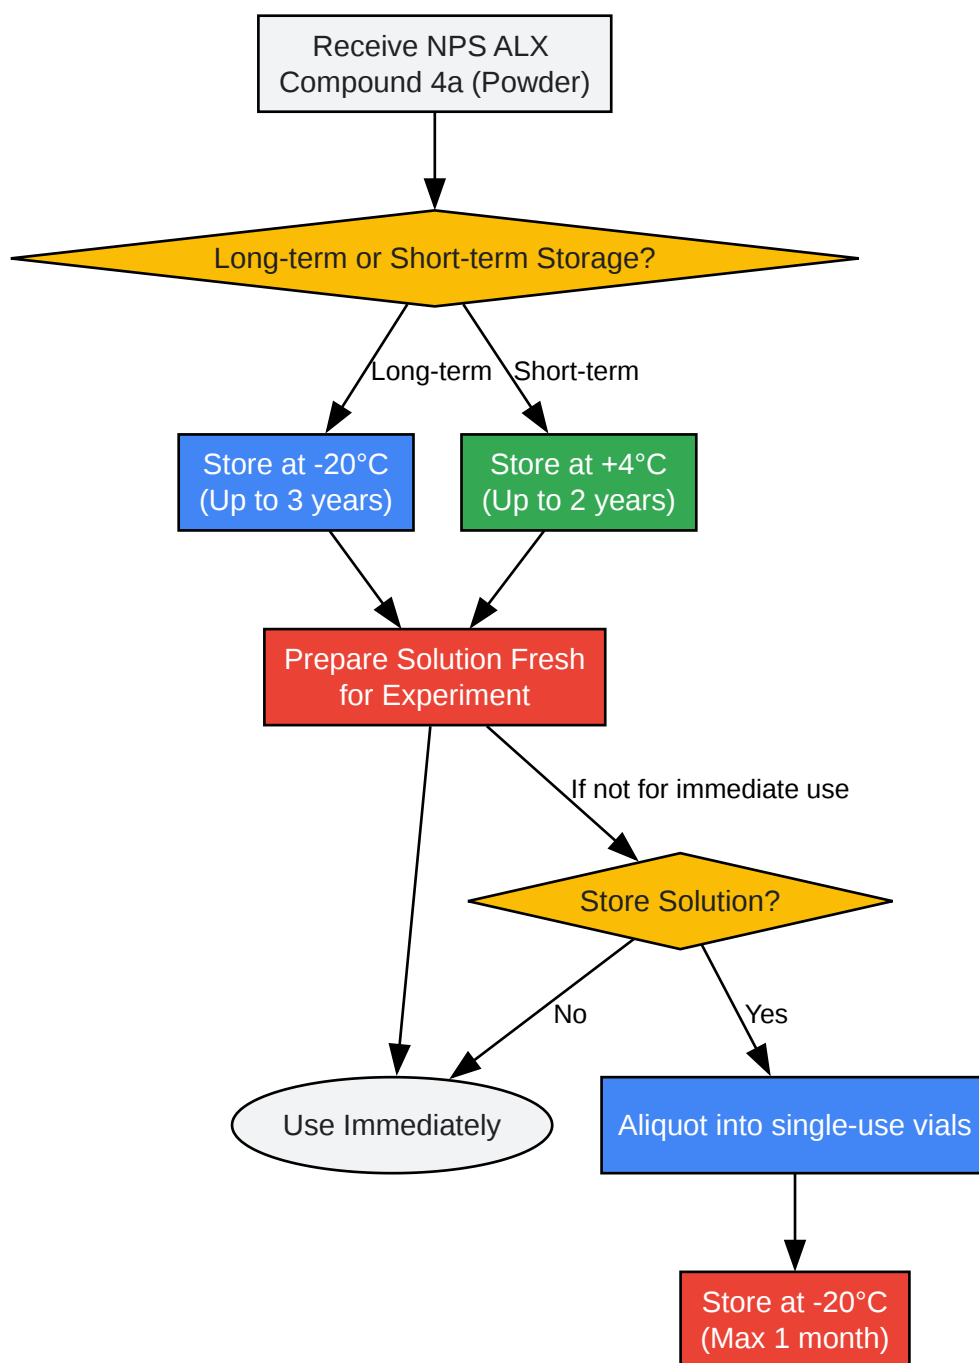 Receive NPS ALX
Compound 4a (Powder)
Long-term or Short-term Storage?
Long-term
Short-term
Store at -20°C
(Up to 3 years)
Store at +4°C
(Up to 2 years)
Prepare Solution Fresh
for Experiment
If not for immediate use
Store Solution?
No
Yes
Use Immediately
Aliquot into single-use vials
Store at -20°C
(Max 1 month)